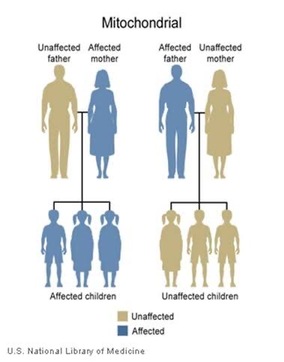 Mitochondrial
Unaffected father
Affected mother
Affected father
Unaffected mother
Affected children
Unaffected children
Unaffected
Affected
U.S. National Library of Medicine